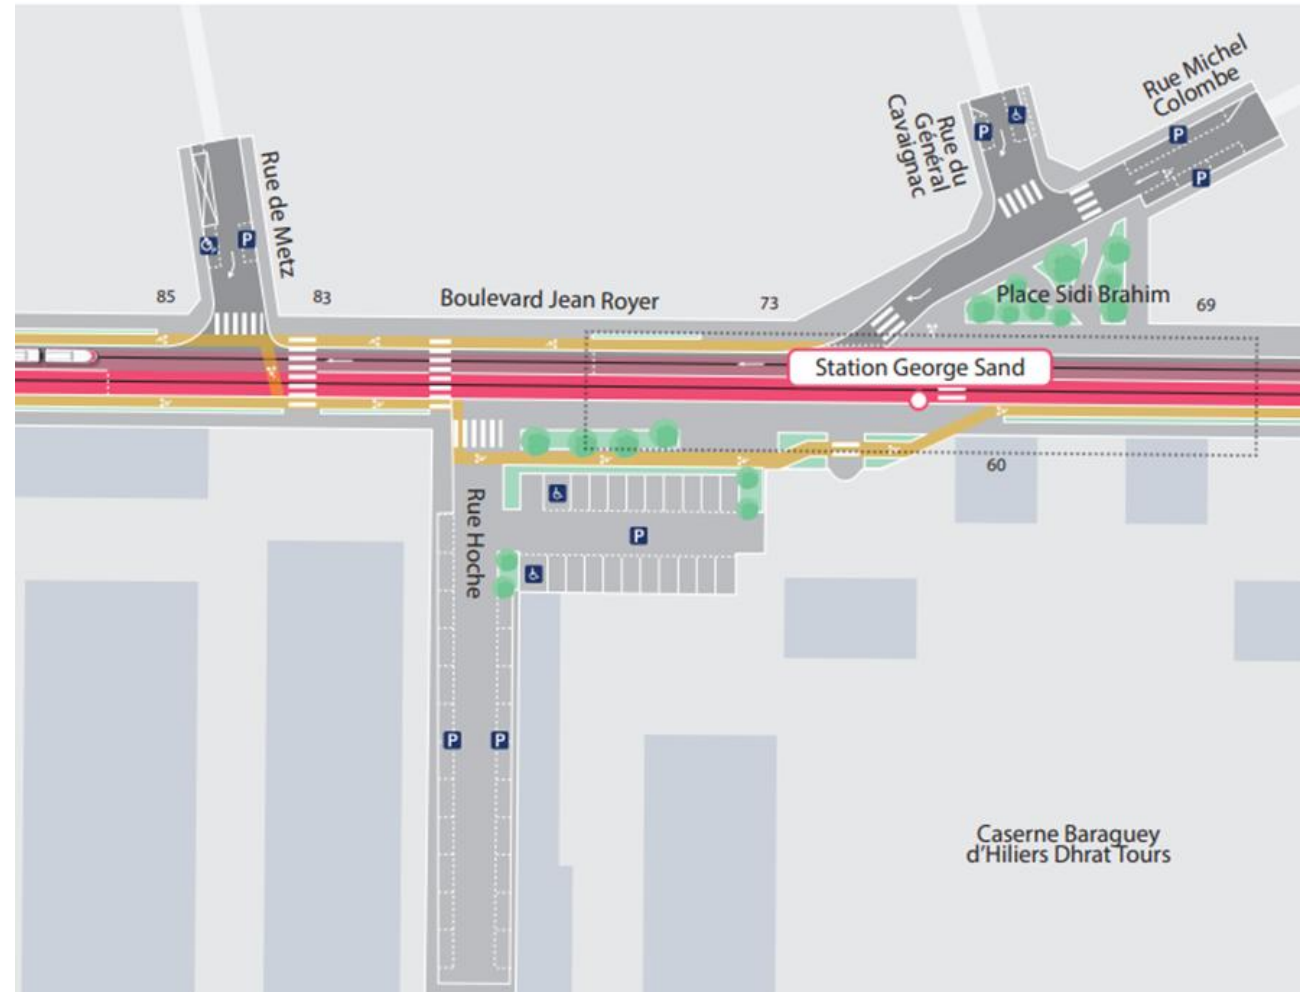 Rue Michel
Colombe
Rue du
Général
Cavaignac
P
P
P
Rue de Metz
P
85
83
Boulevard Jean Royer
73
Place Sidi Brahim
69
Station George Sand
60
Rue Hoche
P
P
P
Caserne Baraguey
d'Hiliers Dhrat Tours